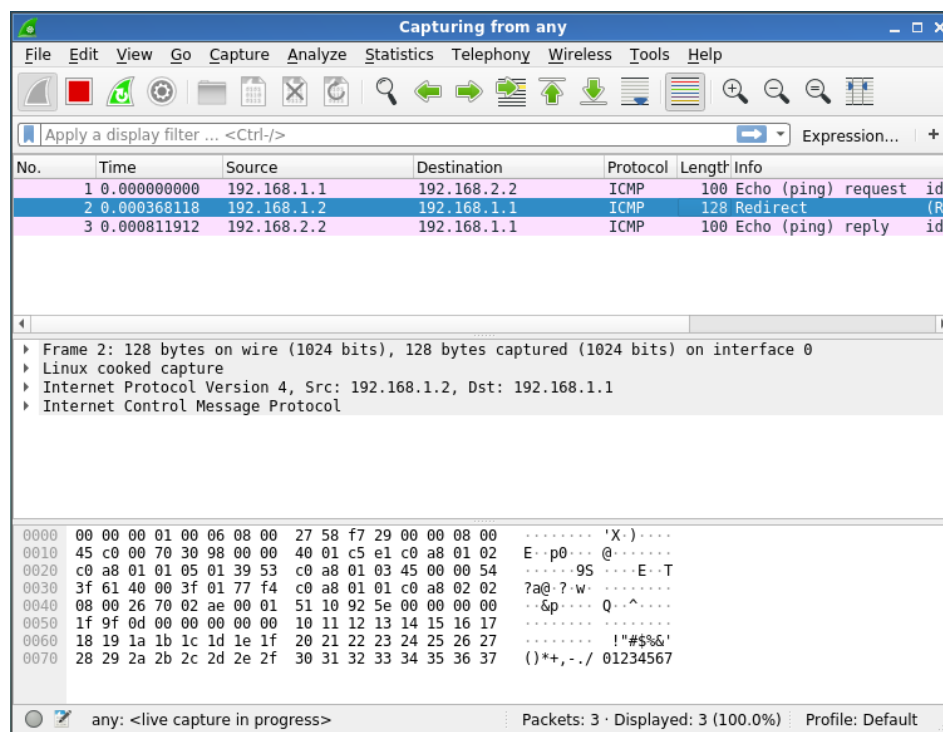 Capturing from any
File Edit View Go Capture Analyze Statistics Telephony Wireless Tools Help
Apply a display filter ... <Ctrl-/> Expression... +
No. Time Source Destination Protocol Length Info
1 0.000000000 192.168.1.1 192.168.2.2 ICMP 100 Echo (ping) request id
2 0.000368118 192.168.1.2 192.168.1.1 ICMP 128 Redirect (R
3 0.000811912 192.168.2.2 192.168.1.1 ICMP 100 Echo (ping) reply id
Frame 2: 128 bytes on wire (1024 bits), 128 bytes captured (1024 bits) on interface 0
Linux cooked capture
Internet Protocol Version 4, Src: 192.168.1.2, Dst: 192.168.1.1
Internet Control Message Protocol
0000 00 00 00 01 00 06 08 00 27 58 f7 29 00 00 08 00 ········ 'X·)····
0010 45 c0 00 70 30 98 00 00 40 01 c5 e1 c0 a8 01 02 E··p0··· @·······
0020 c0 a8 01 01 05 01 39 53 c0 a8 01 03 45 00 00 54 ······9S ····E··T
0030 3f 61 40 00 3f 01 77 f4 c0 a8 01 01 c0 a8 02 02 ?a@·?·w· ········
0040 08 00 26 70 02 ae 00 01 51 10 92 5e 00 00 00 00 ··&p···· Q··^····
0050 1f 9f 0d 00 00 00 00 00 10 11 12 13 14 15 16 17 ········ ········
0060 18 19 1a 1b 1c 1d 1e 1f 20 21 22 23 24 25 26 27 ········ !"#$%&'
0070 28 29 2a 2b 2c 2d 2e 2f 30 31 32 33 34 35 36 37 ()*+,-./ 01234567
any: <live capture in progress> Packets: 3 · Displayed: 3 (100.0%) Profile: Default